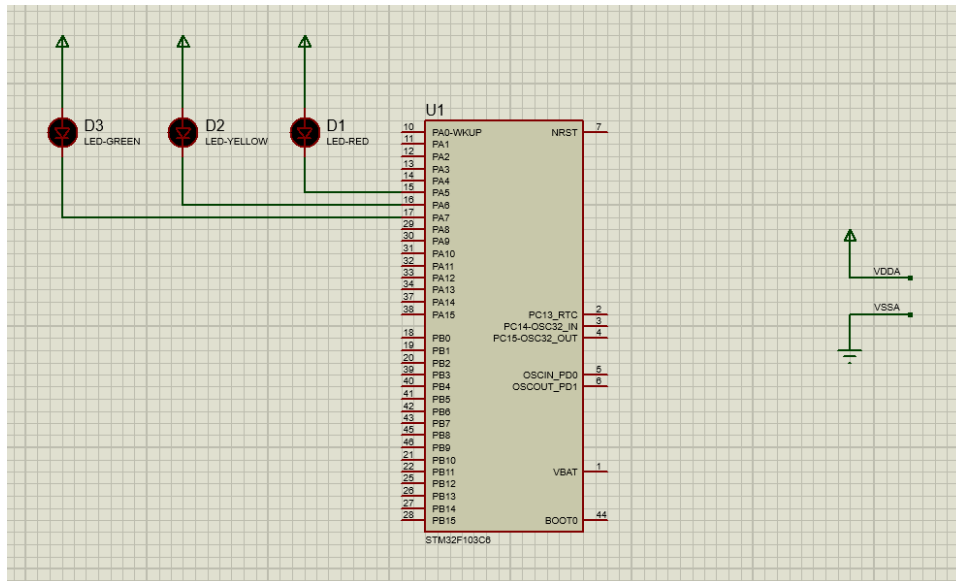 U1
D3
LED-GREEN
D2
LED-YELLOW
D1
LED-RED
10 PA0-WKUP
11 PA1
12 PA2
13 PA3
14 PA4
15 PA5
16 PA6
17 PA7
29 PA8
30 PA9
31 PA10
32 PA11
33 PA12
34 PA13
37 PA14
38 PA15
18 PB0
19 PB1
20 PB2
39 PB3
40 PB4
41 PB5
42 PB6
43 PB7
45 PB8
46 PB9
21 PB10
22 PB11
25 PB12
26 PB13
27 PB14
28 PB15
NRST 7
PC13_RTC 2
PC14-OSC32_IN 3
PC15-OSC32_OUT 4
OSCIN_PD0 5
OSCOUT_PD1 6
VBAT 1
BOOT0 44
STM32F103C6
VDDA
VSSA